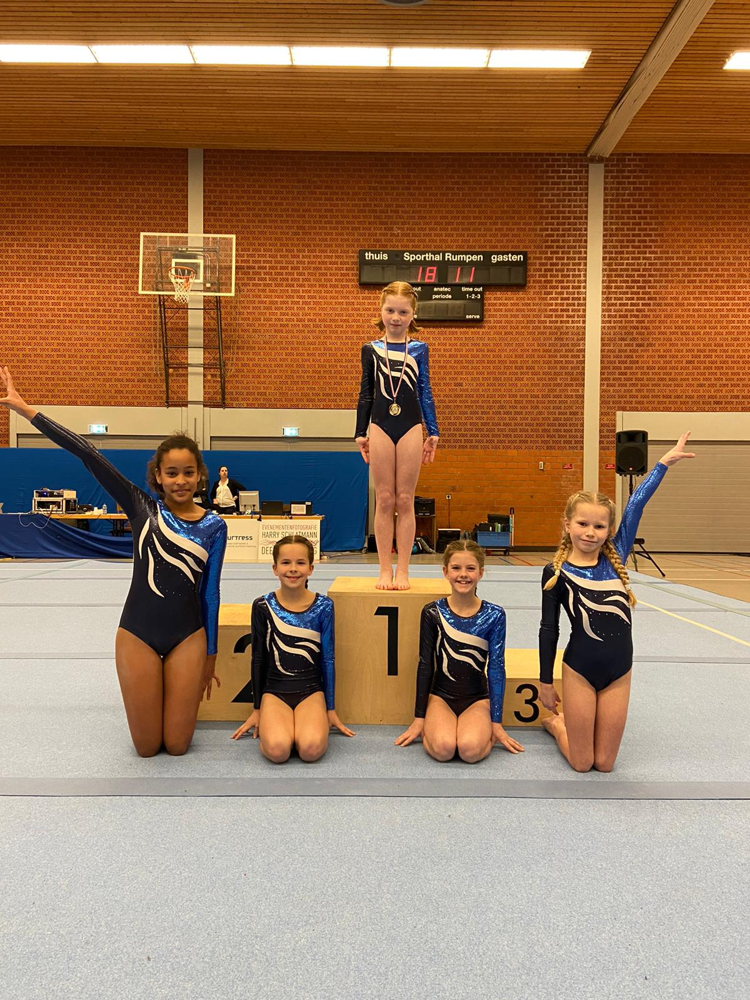 thuis Sporthal Rumpen gasten
18 11
out anatec time out
periode 1-2-3
serve
EVENEMENTENFOTOGRAFIE
HARRY SCHLATMANN
1
2
3